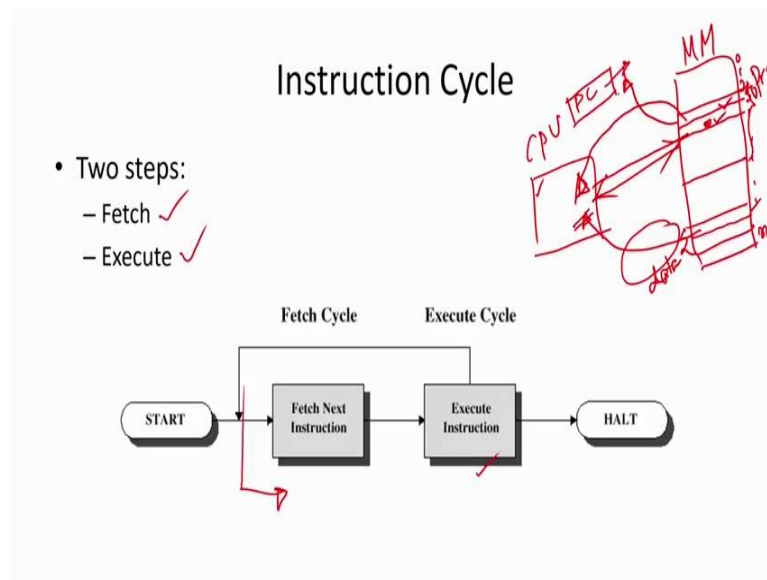 Instruction Cycle
• Two steps:
– Fetch
– Execute
MM
PC
CPU
data
Fetch Cycle
Execute Cycle
START
Fetch Next
Instruction
Execute
Instruction
HALT